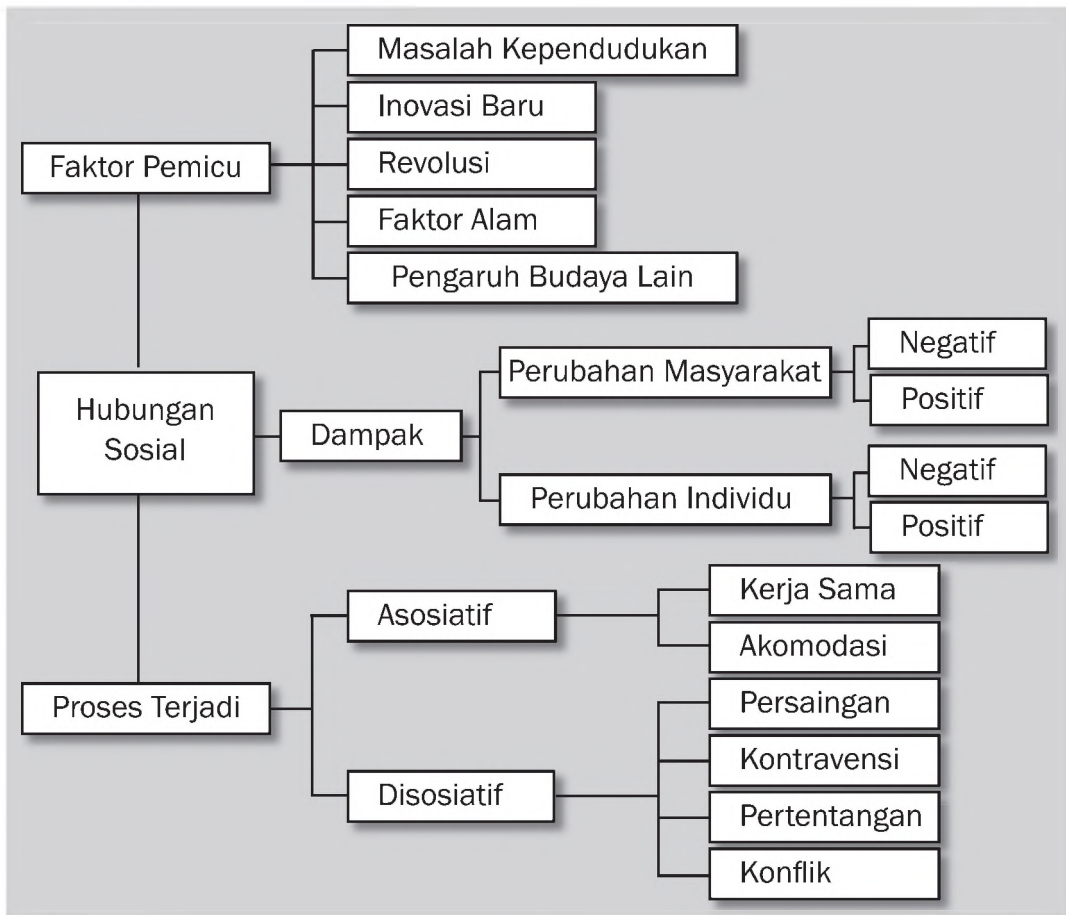 Masalah Kependudukan
Inovasi Baru
Faktor Pemicu
Revolusi
Faktor Alam
Pengaruh Budaya Lain
Hubungan
Sosial
Dampak
Perubahan Masyarakat
Negatif
Positif
Perubahan Individu
Negatif
Positif
Proses Terjadi
Asosiatif
Kerja Sama
Akomodasi
Disosiatif
Persaingan
Kontravensi
Pertentangan
Konflik